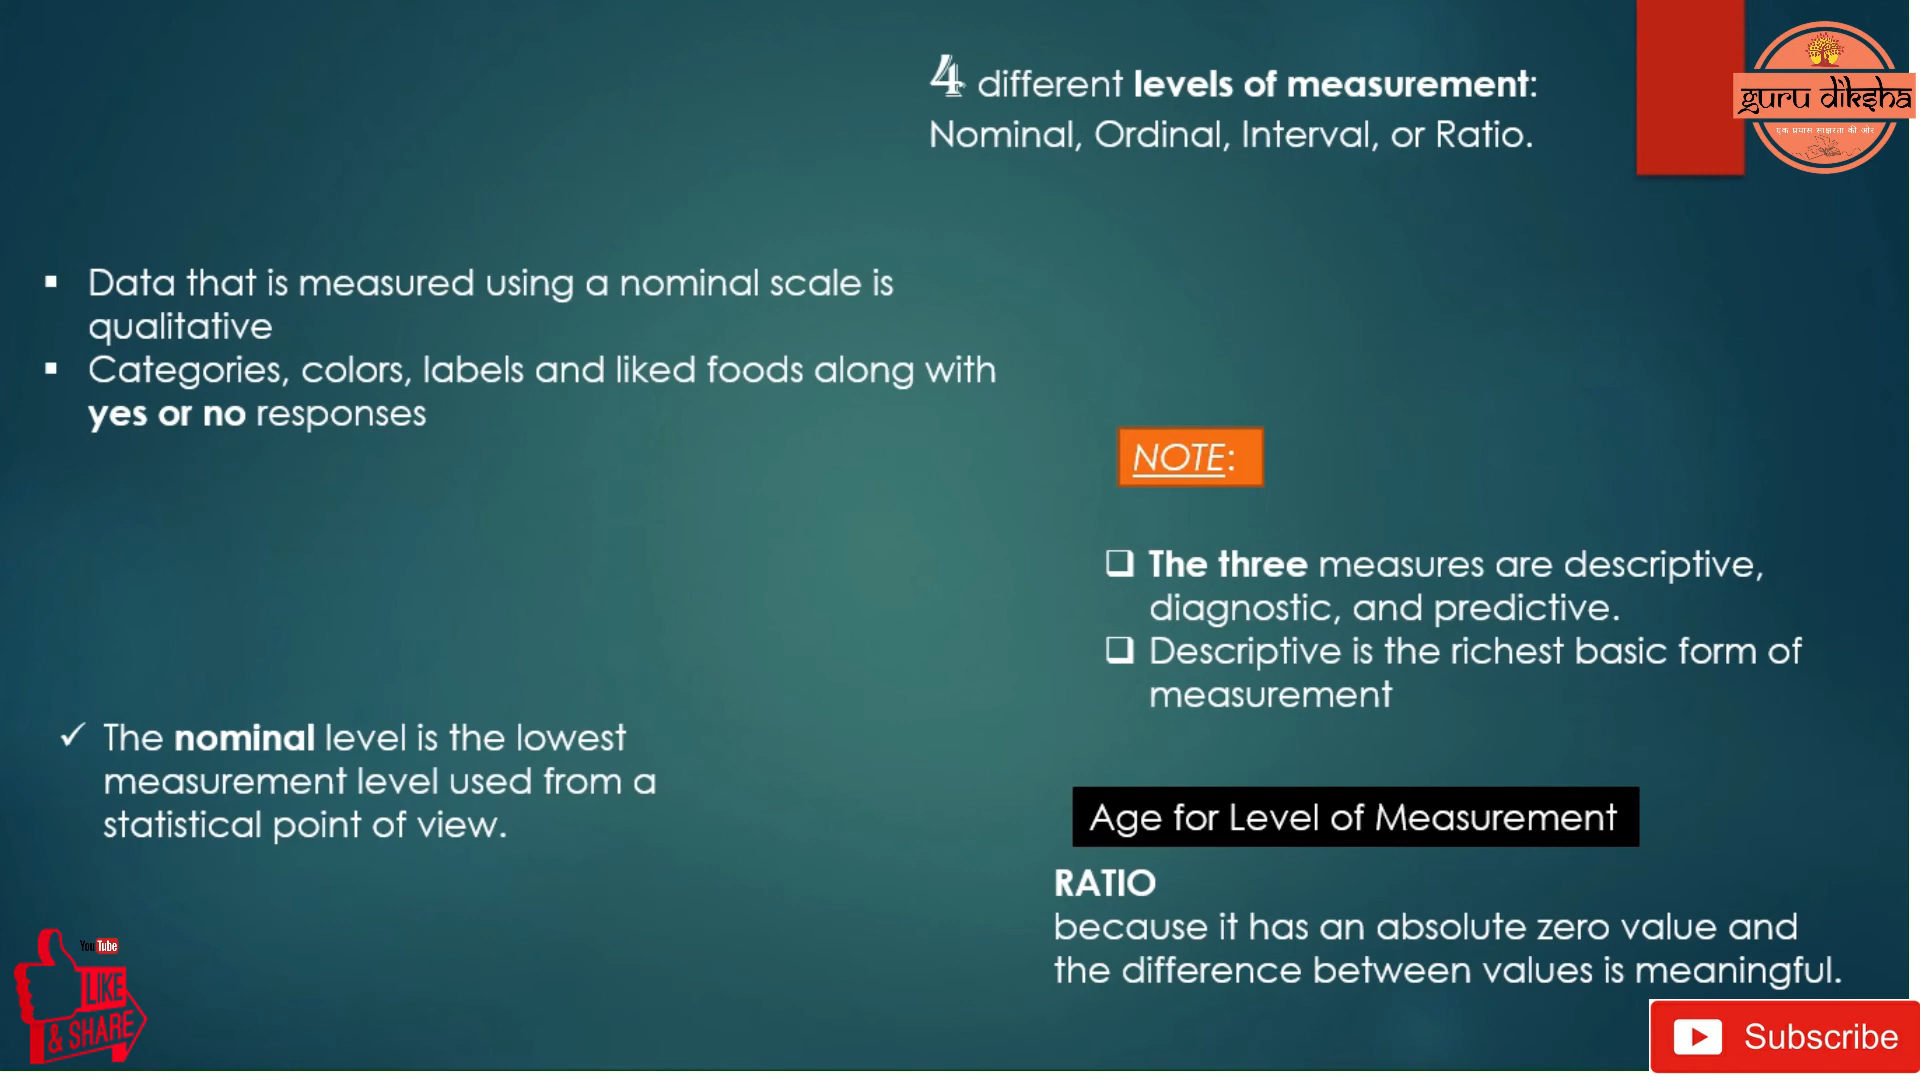 4 different levels of measurement:
Nominal, Ordinal, Interval, or Ratio.
guru diksha
एक प्रयास साक्षरता की ओर
▪ Data that is measured using a nominal scale is
qualitative
▪ Categories, colors, labels and liked foods along with
yes or no responses
NOTE:
❑ The three measures are descriptive,
diagnostic, and predictive.
❑ Descriptive is the richest basic form of
measurement
✓ The nominal level is the lowest
measurement level used from a
statistical point of view.
Age for Level of Measurement
RATIO
because it has an absolute zero value and
the difference between values is meaningful.
YouTube
LIKE
& SHARE
Subscribe